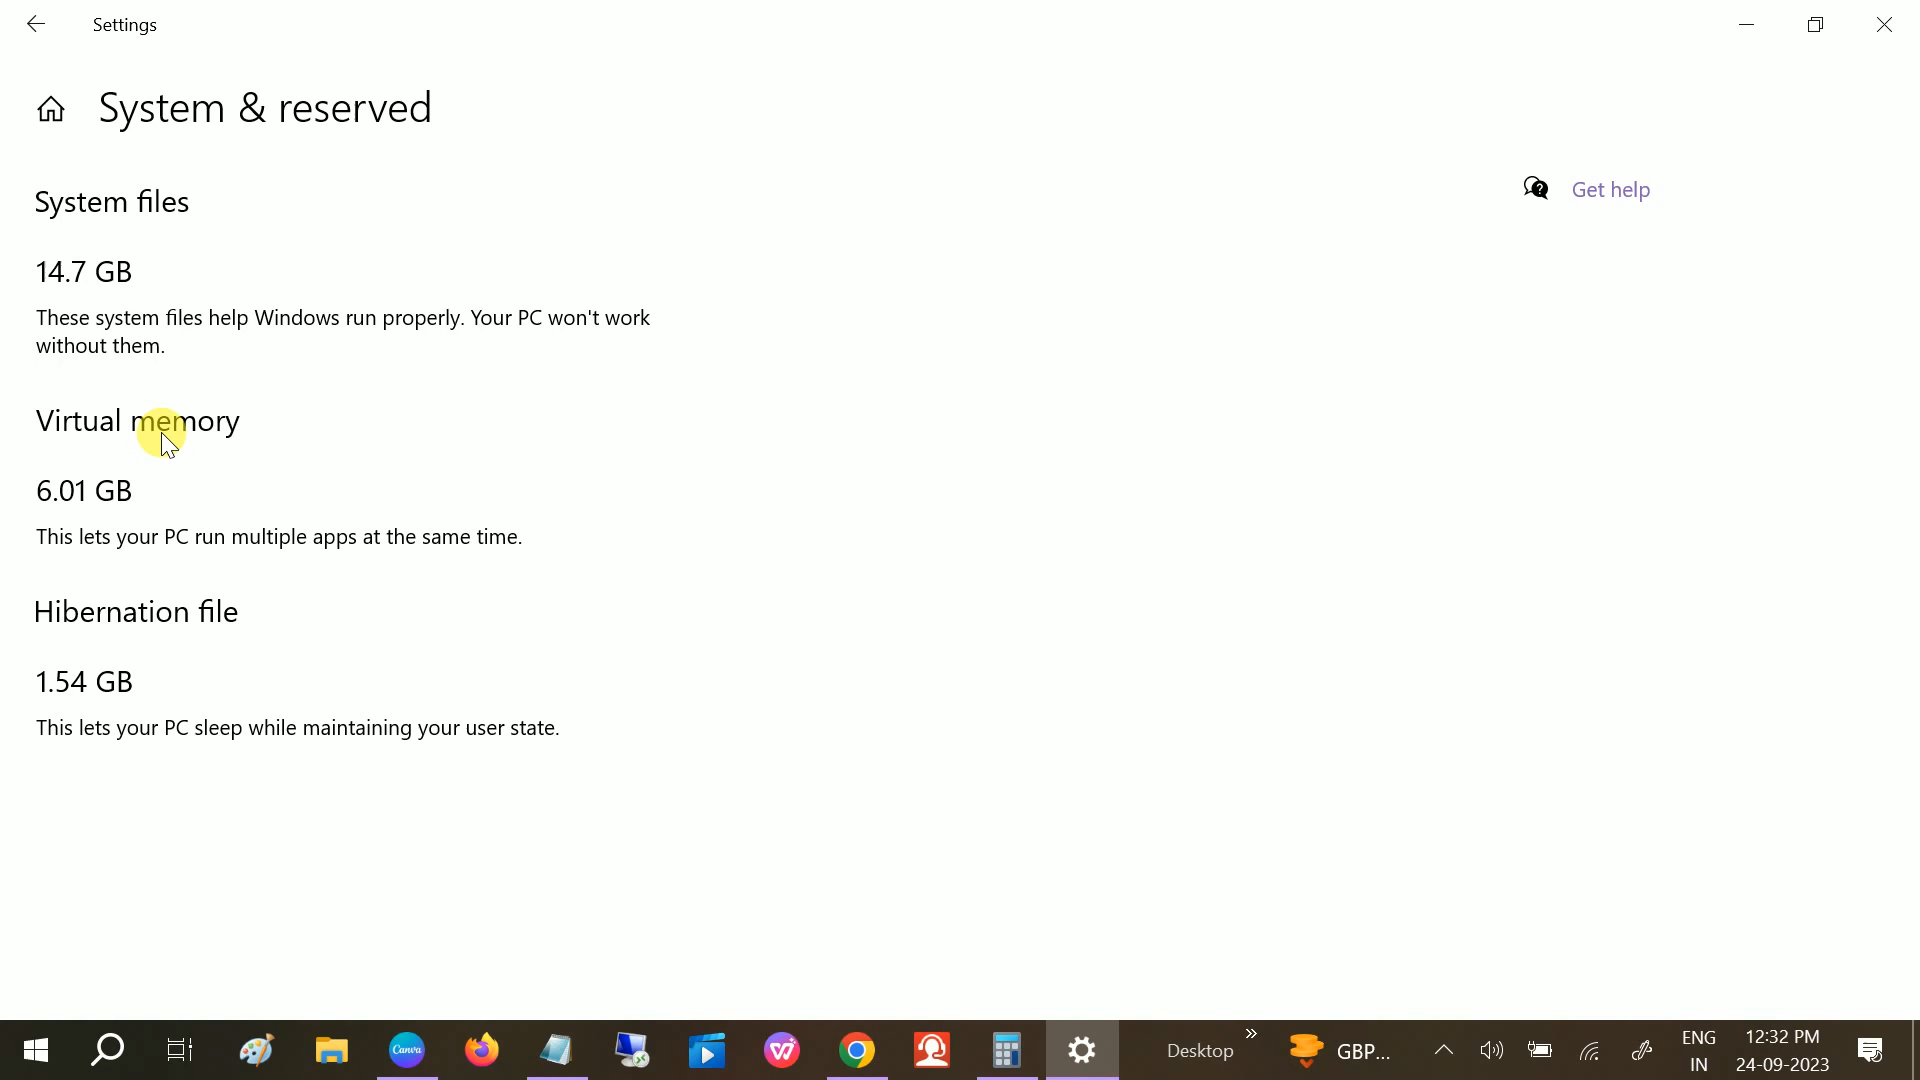 Settings
System & reserved
System files
Get help
14.7 GB
These system files help Windows run properly. Your PC won't work
without them.
Virtual memory
6.01 GB
This lets your PC run multiple apps at the same time.
Hibernation file
1.54 GB
This lets your PC sleep while maintaining your user state.
Canva
Desktop
GBP...
ENG
IN
12:32 PM
24-09-2023